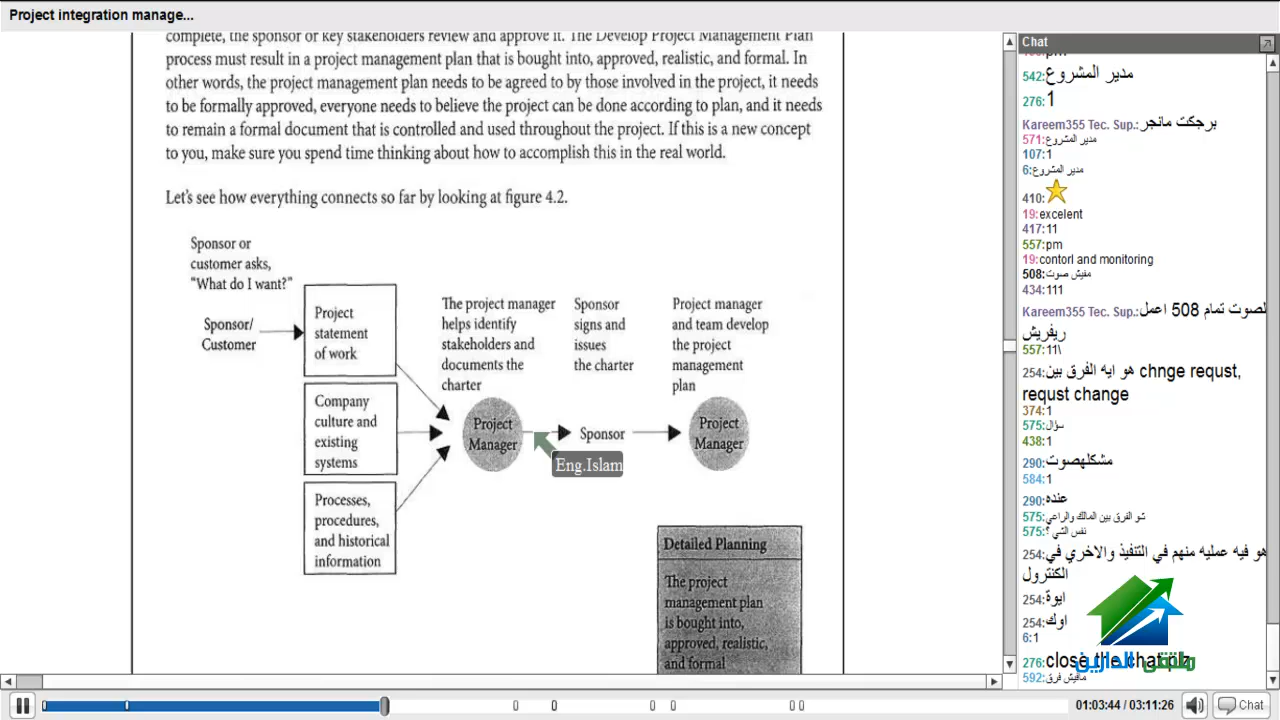 Project integration manage...
complete, the sponsor or key stakeholders review and approve it. The Develop Project Management Plan
process must result in a project management plan that is bought into, approved, realistic, and formal. In
other words, the project management plan needs to be agreed to by those involved in the project, it needs
to be formally approved, everyone needs to believe the project can be done according to plan, and it needs
to remain a formal document that is controlled and used throughout the project. If this is a new concept
to you, make sure you spend time thinking about how to accomplish this in the real world.
Let's see how everything connects so far by looking at figure 4.2.
Sponsor or
customer asks,
"What do I want?"
Sponsor/
Customer
Project
statement
of work
Company
culture and
existing
systems
Processes,
procedures,
and historical
information
The project manager
helps identify
stakeholders and
documents the
charter
Project
Manager
Eng.Islam
Sponsor
signs and
issues
the charter
Sponsor
Project manager
and team develop
the project
management
plan
Project
Manager
Detailed Planning
The project
management plan
is bought into,
approved, realistic,
and formal
Chat
542: مدير المشروع
276: 1
Kareem355 Tec. Sup.: برجكت مانجر
571: مدير المشروع
107: 1
6: مدير المشروع
410:
19: excelent
417: 11
557: pm
19: contorl and monitoring
508: مفيش صوت
434: 111
Kareem355 Tec. Sup.: لصوت تمام 508 اعمل
ريفريش
557: 11\
254: هو ايه الفرق بين chnge requst,
requst change
374: 1
575: سؤال
438: 1
290: مشكلهصوت
584: 1
290: عنده
575: شو الفرق بين المالك والراعي
575: نفس الشي ؟
254: هو فيه عمليه منهم في التنفيذ والاخري في
الكنترول
254: ايوة
254: اوك
6: 1
276: close the chat plz
592: مافيش فرق
ملتقى الدارين
01:03:44 / 03:11:26
Chat